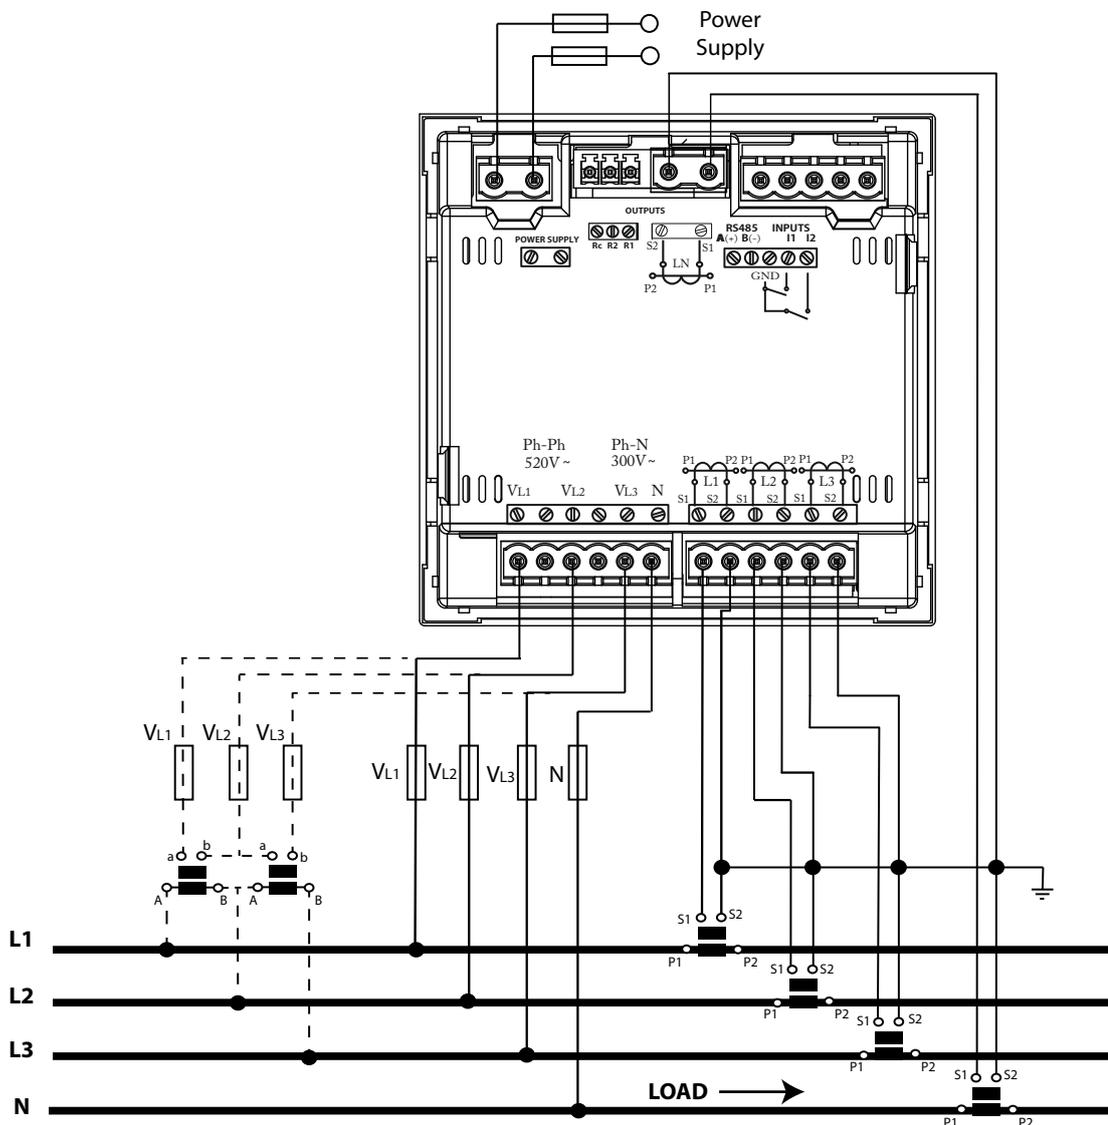 Power
Supply
OUTPUTS
Rc R2 R1
POWER SUPPLY
S2 S1
LN
P2 P1
RS485 INPUTS
A(+) B(-) I1 I2
GND
Ph-Ph
520V ~
Ph-N
300V ~
VL1 VL2 VL3 N
P1 P2 P1 P2 P1 P2
L1 L2 L3
S1 S2 S1 S2 S1 S2
VL1 VL2 VL3
VL1 VL2 VL3 N
a b a b
A B A B
S1 S2
L1
P1 P2
S1 S2
L2
P1 P2
S1 S2
L3
P1 P2
S1 S2
LOAD
N
P1 P2